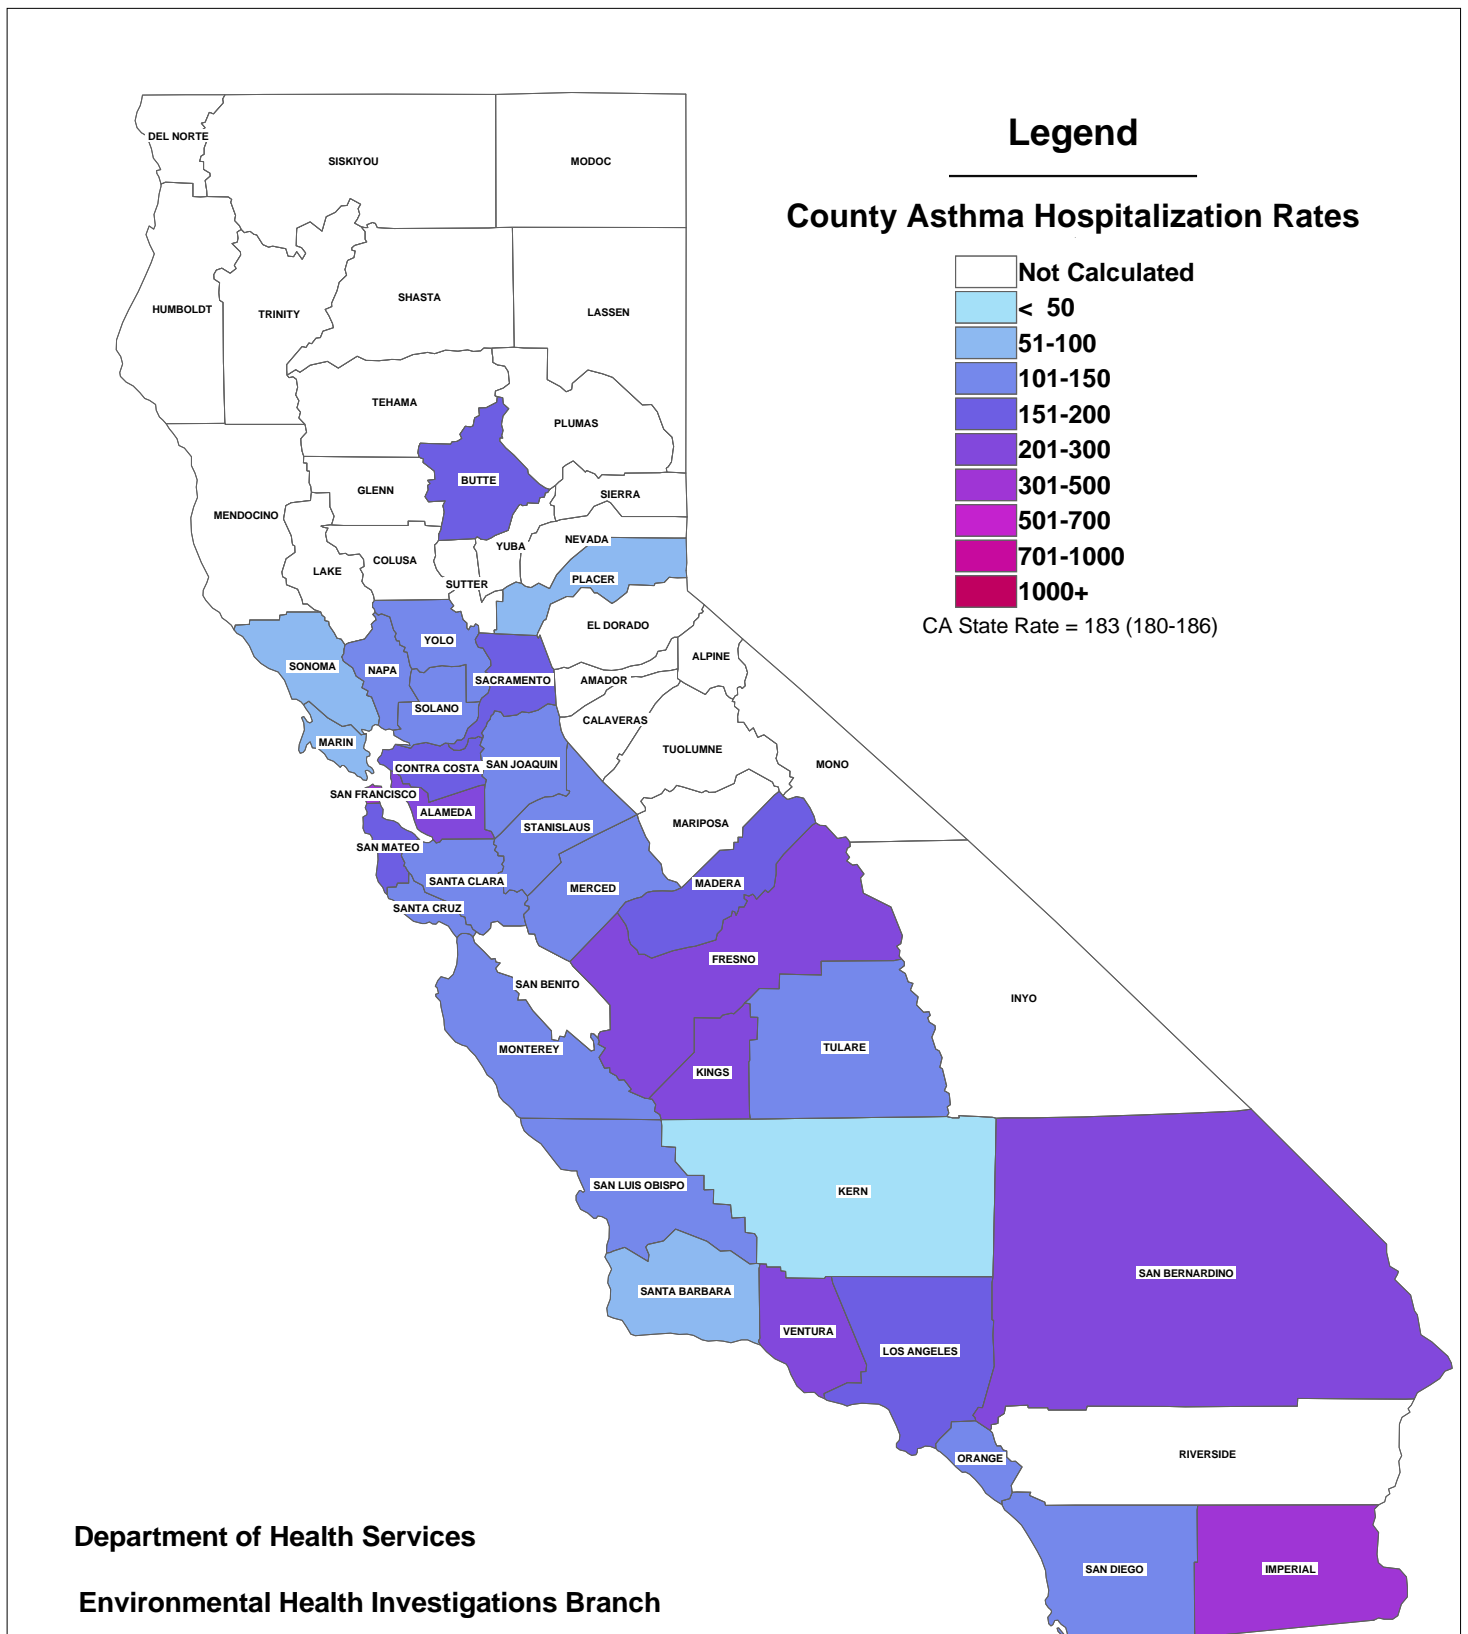 Legend
County Asthma Hospitalization Rates
Not Calculated
< 50
51-100
101-150
151-200
201-300
301-500
501-700
701-1000
1000+
CA State Rate = 183 (180-186)
DEL NORTE
SISKIYOU
MODOC
HUMBOLDT
TRINITY
SHASTA
LASSEN
TEHAMA
PLUMAS
BUTTE
GLENN
SIERRA
MENDOCINO
NEVADA
YUBA
COLUSA
LAKE
PLACER
SUTTER
EL DORADO
YOLO
ALPINE
SONOMA
NAPA
SACRAMENTO
AMADOR
SOLANO
CALAVERAS
MARIN
TUOLUMNE
SAN JOAQUIN
MONO
CONTRA COSTA
SAN FRANCISCO
ALAMEDA
MARIPOSA
STANISLAUS
SAN MATEO
SANTA CLARA
MADERA
MERCED
SANTA CRUZ
FRESNO
SAN BENITO
INYO
MONTEREY
TULARE
KINGS
SAN LUIS OBISPO
KERN
SAN BERNARDINO
SANTA BARBARA
VENTURA
LOS ANGELES
RIVERSIDE
ORANGE
SAN DIEGO
IMPERIAL
Department of Health Services
Environmental Health Investigations Branch